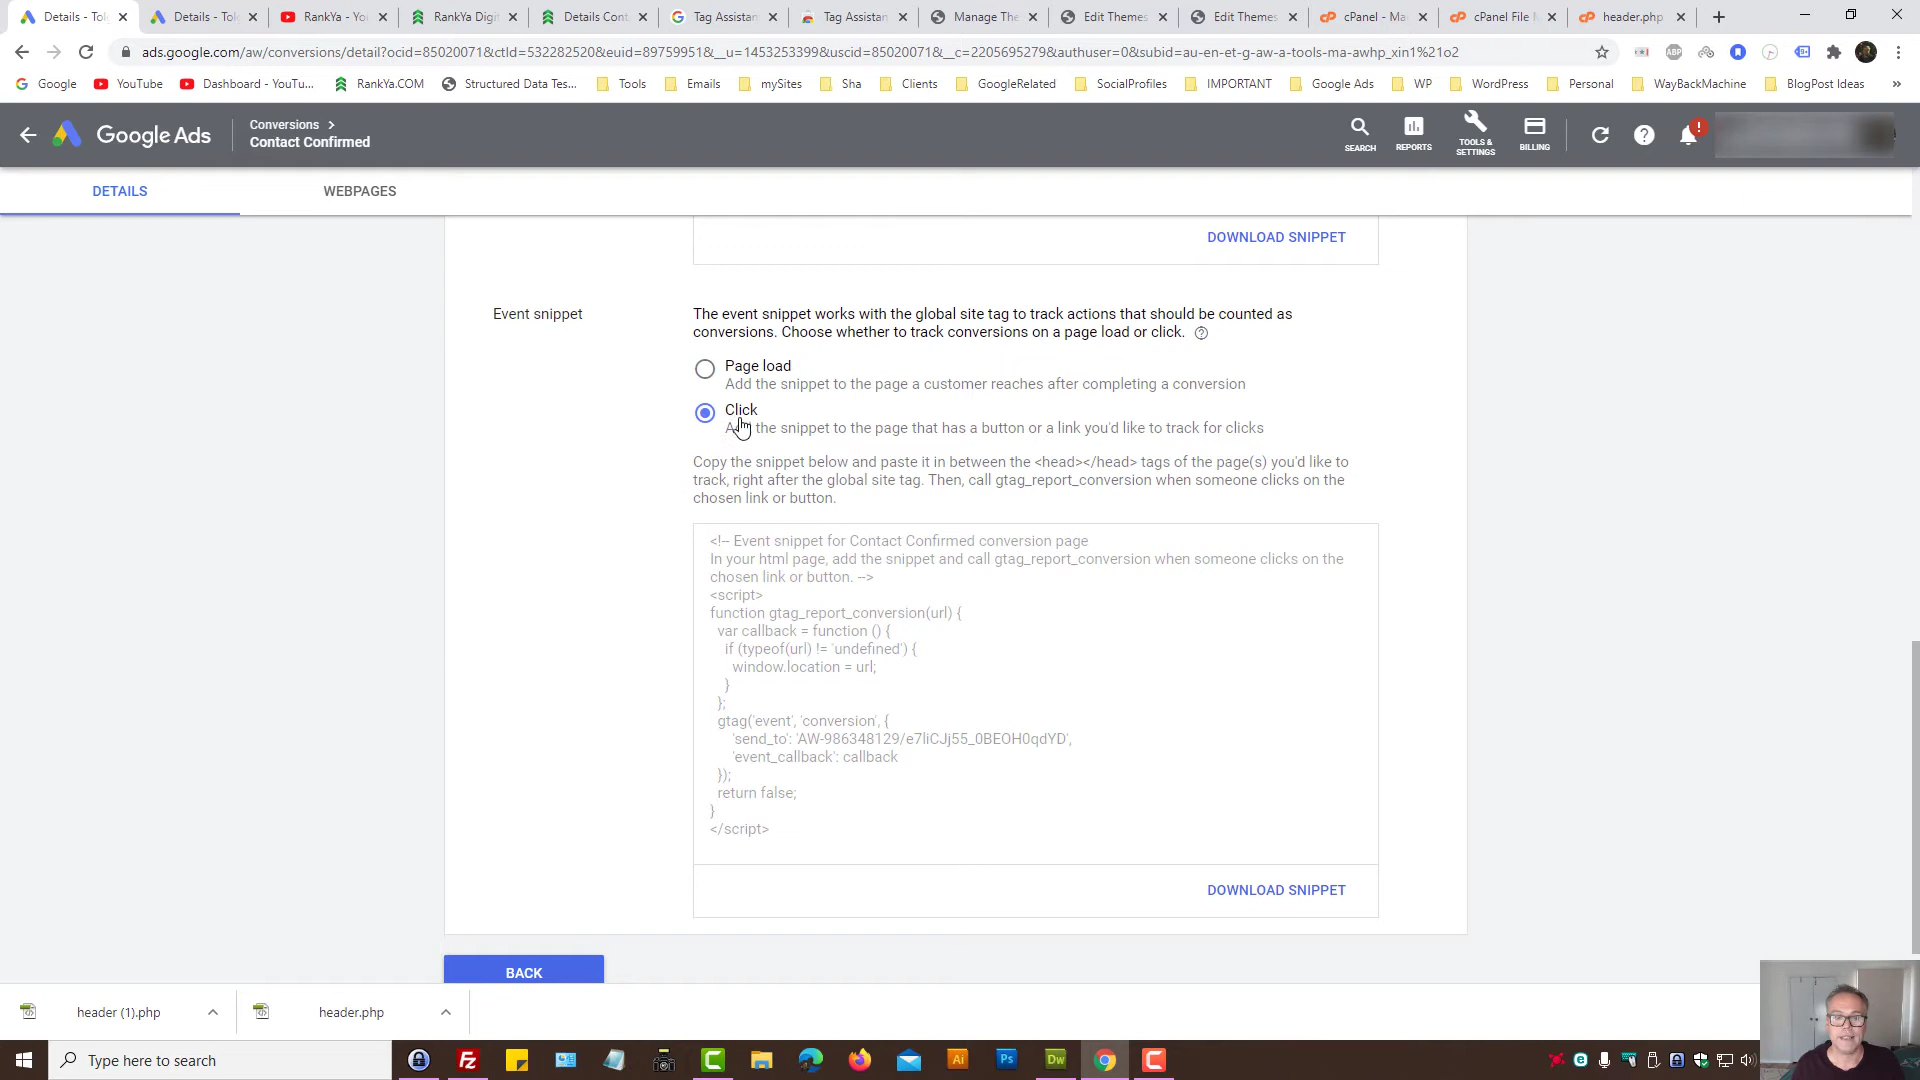 Details - Tol
Details - Tol
RankYa - Yo
RankYa Digi
Details Cont
Tag Assistan
Tag Assistan
Manage The
Edit Themes
Edit Themes
cPanel - Ma
cPanel File M
header.php
ads.google.com/aw/conversions/detail?ocid=85020071&ctId=532282520&euid=89759951&__u=1453253399&uscid=85020071&__c=2205695279&authuser=0&subid=au-en-et-g-aw-a-tools-ma-awhp_xin1%21o2
Google
YouTube
Dashboard - YouTu...
RankYa.COM
Structured Data Tes...
Tools
Emails
mySites
Sha
Clients
GoogleRelated
SocialProfiles
IMPORTANT
Google Ads
WP
WordPress
Personal
WayBackMachine
BlogPost Ideas
»
Google Ads
Conversions >
Contact Confirmed
SEARCH
REPORTS
TOOLS &
SETTINGS
BILLING
DETAILS
WEBPAGES
DOWNLOAD SNIPPET
Event snippet
The event snippet works with the global site tag to track actions that should be counted as
conversions. Choose whether to track conversions on a page load or click.
Page load
Add the snippet to the page a customer reaches after completing a conversion
Click
Add the snippet to the page that has a button or a link you'd like to track for clicks
Copy the snippet below and paste it in between the <head></head> tags of the page(s) you'd like to
track, right after the global site tag. Then, call gtag_report_conversion when someone clicks on the
chosen link or button.
<!-- Event snippet for Contact Confirmed conversion page
In your html page, add the snippet and call gtag_report_conversion when someone clicks on the
chosen link or button. -->
<script>
function gtag_report_conversion(url) {
var callback = function () {
if (typeof(url) != 'undefined') {
window.location = url;
}
};
gtag('event', 'conversion', {
'send_to': 'AW-986348129/e7liCJj55_0BEOH0qdYD',
'event_callback': callback
});
return false;
}
</script>
DOWNLOAD SNIPPET
BACK
header (1).php
header.php
Type here to search
Fz
Ai
Ps
Dw